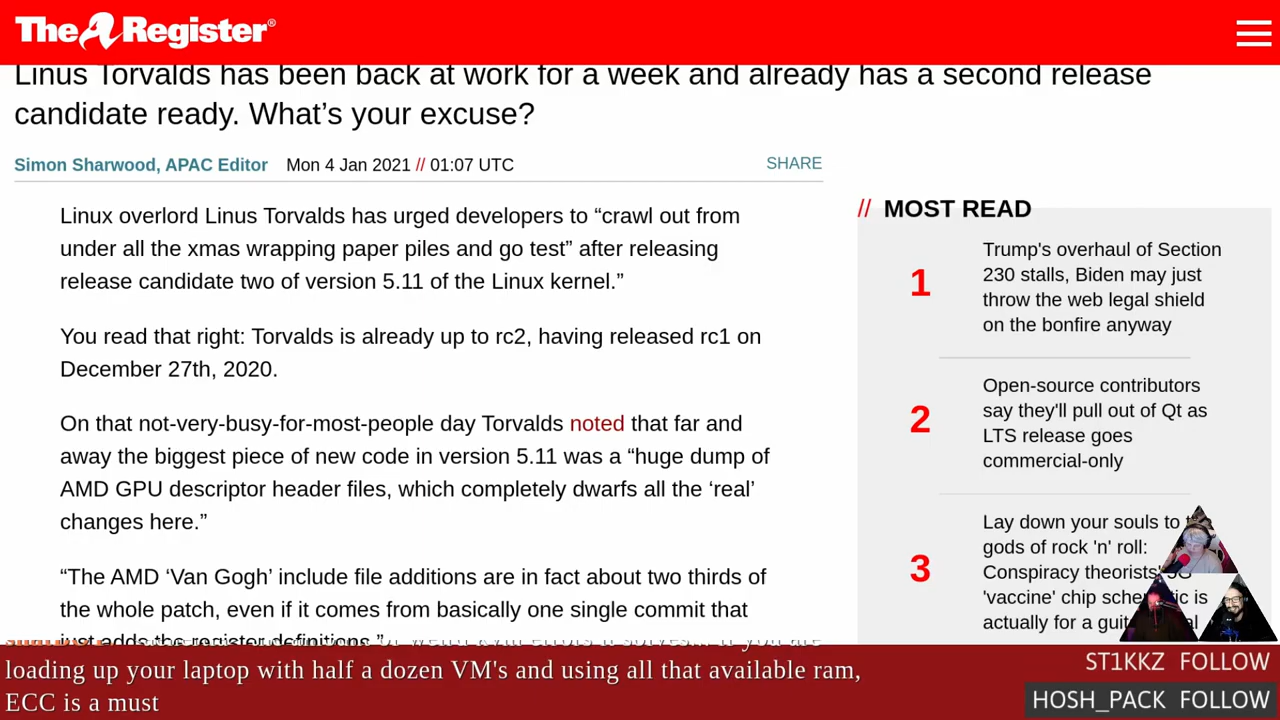 The Register®
Linus Torvalds has been back at work for a week and already has a second release
candidate ready. What’s your excuse?
Simon Sharwood, APAC Editor Mon 4 Jan 2021 // 01:07 UTC SHARE
Linux overlord Linus Torvalds has urged developers to “crawl out from
under all the xmas wrapping paper piles and go test” after releasing
release candidate two of version 5.11 of the Linux kernel.”
You read that right: Torvalds is already up to rc2, having released rc1 on
December 27th, 2020.
On that not-very-busy-for-most-people day Torvalds noted that far and
away the biggest piece of new code in version 5.11 was a “huge dump of
AMD GPU descriptor header files, which completely dwarfs all the ‘real’
changes here.”
“The AMD ‘Van Gogh’ include file additions are in fact about two thirds of
the whole patch, even if it comes from basically one single commit that
just adds the register definitions.”
// MOST READ
1
Trump's overhaul of Section
230 stalls, Biden may just
throw the web legal shield
on the bonfire anyway
2
Open-source contributors
say they'll pull out of Qt as
LTS release goes
commercial-only
3
Lay down your souls to
gods of rock 'n' roll:
Conspiracy theorists' 5G
'vaccine' chip is
actually for a
loading up your laptop with half a dozen VM's and using all that available ram,
ECC is a must
ST1KKZ FOLLOW
HOSH_PACK FOLLOW